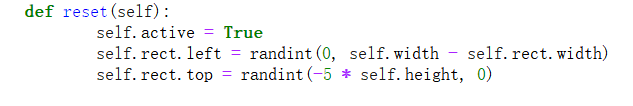 def reset(self):
        self.active = True
        self.rect.left = randint(0, self.width - self.rect.width)
        self.rect.top = randint(-5 * self.height, 0)